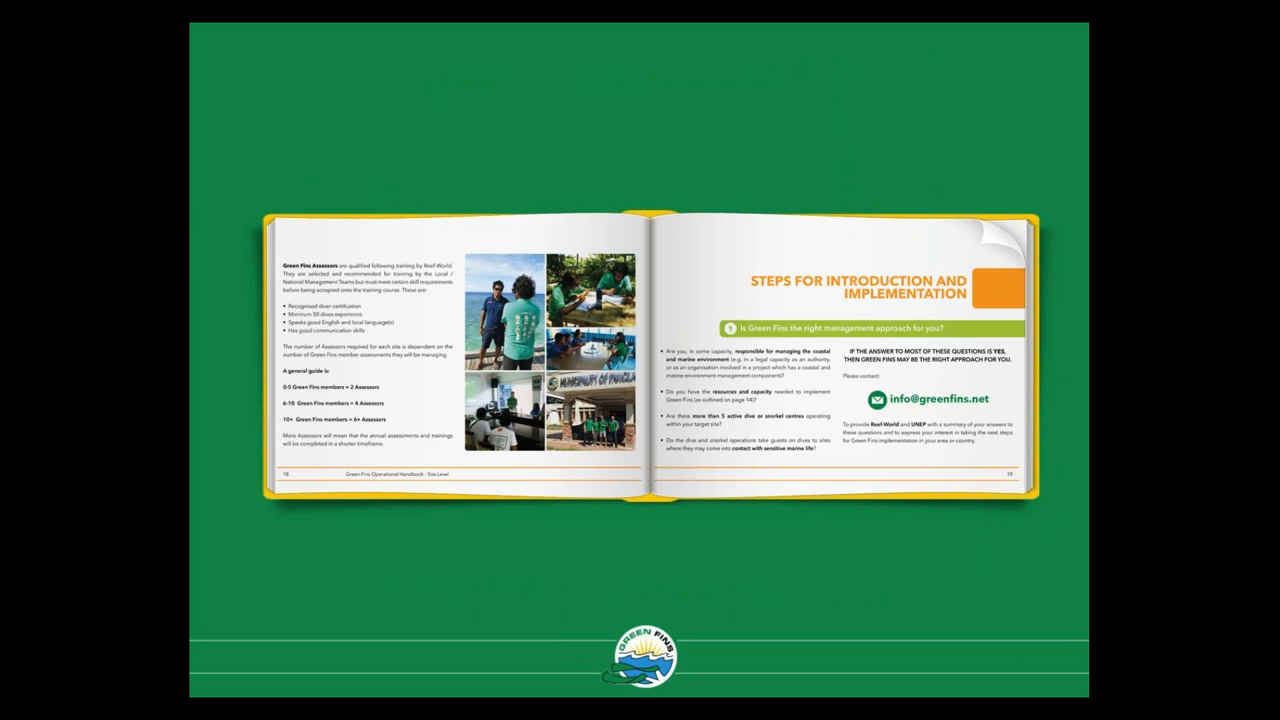 Green Fins Assessors are qualified following training by Reef-World.
They are selected and recommended for training by the Local /
National Management Teams but must meet certain skill requirements
before being accepted onto the training course. These are:
• Recognised diver certification
• Minimum 50 dives experience
• Speaks good English and local language(s)
• Has good communication skills
The number of Assessors required for each site is dependent on the
number of Green Fins member assessments they will be managing.
A general guide is:
0-5 Green Fins members = 2 Assessors
6-10 Green Fins members = 4 Assessors
10+ Green Fins members = 6+ Assessors
More Assessors will mean that the annual assessments and trainings
will be completed in a shorter timeframe.
MUNICIPALITY OF
18
Green Fins Operational Handbook - Site Level
STEPS FOR INTRODUCTION AND
IMPLEMENTATION
1 Is Green Fins the right management approach for you?
• Are you, in some capacity, responsible for managing the coastal
and marine environment (e.g. in a legal capacity as an authority,
or as an organisation involved in a project which has a coastal and
marine environment management component)?
• Do you have the resources and capacity needed to implement
Green Fins (as outlined on page 14)?
• Are there more than 5 active dive or snorkel centres operating
within your target site?
• Do the dive and snorkel operations take guests on dives to sites
where they may come into contact with sensitive marine life?
IF THE ANSWER TO MOST OF THESE QUESTIONS IS YES,
THEN GREEN FINS MAY BE THE RIGHT APPROACH FOR YOU.
Please contact:
info@greenfins.net
To provide Reef-World and UNEP with a summary of your answers to
these questions and to express your interest in taking the next steps
for Green Fins implementation in your area or country.
19
GREEN FINS